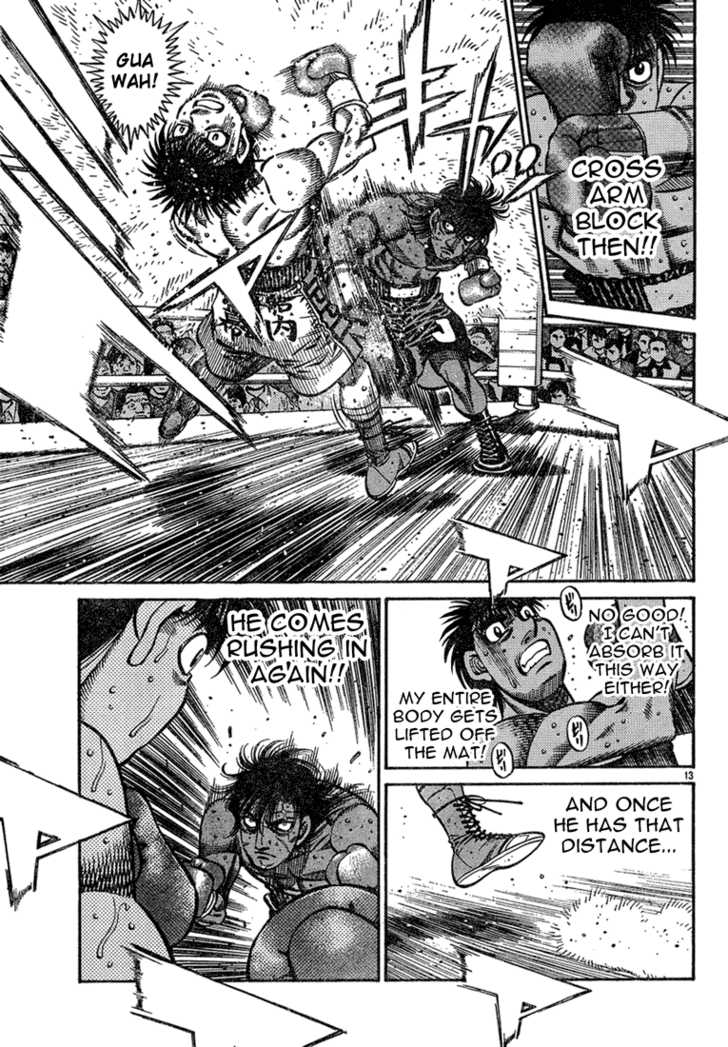 CROSS
ARM
BLOCK
THEN!!
GUA
WAH!
NO GOOD!
I CAN'T
ABSORB IT
THIS WAY
EITHER!
MY ENTIRE
BODY GETS
LIFTED OFF
THE MAT!
13
AND ONCE
HE HAS THAT
DISTANCE...
HE COMES
RUSHING IN
AGAIN!!